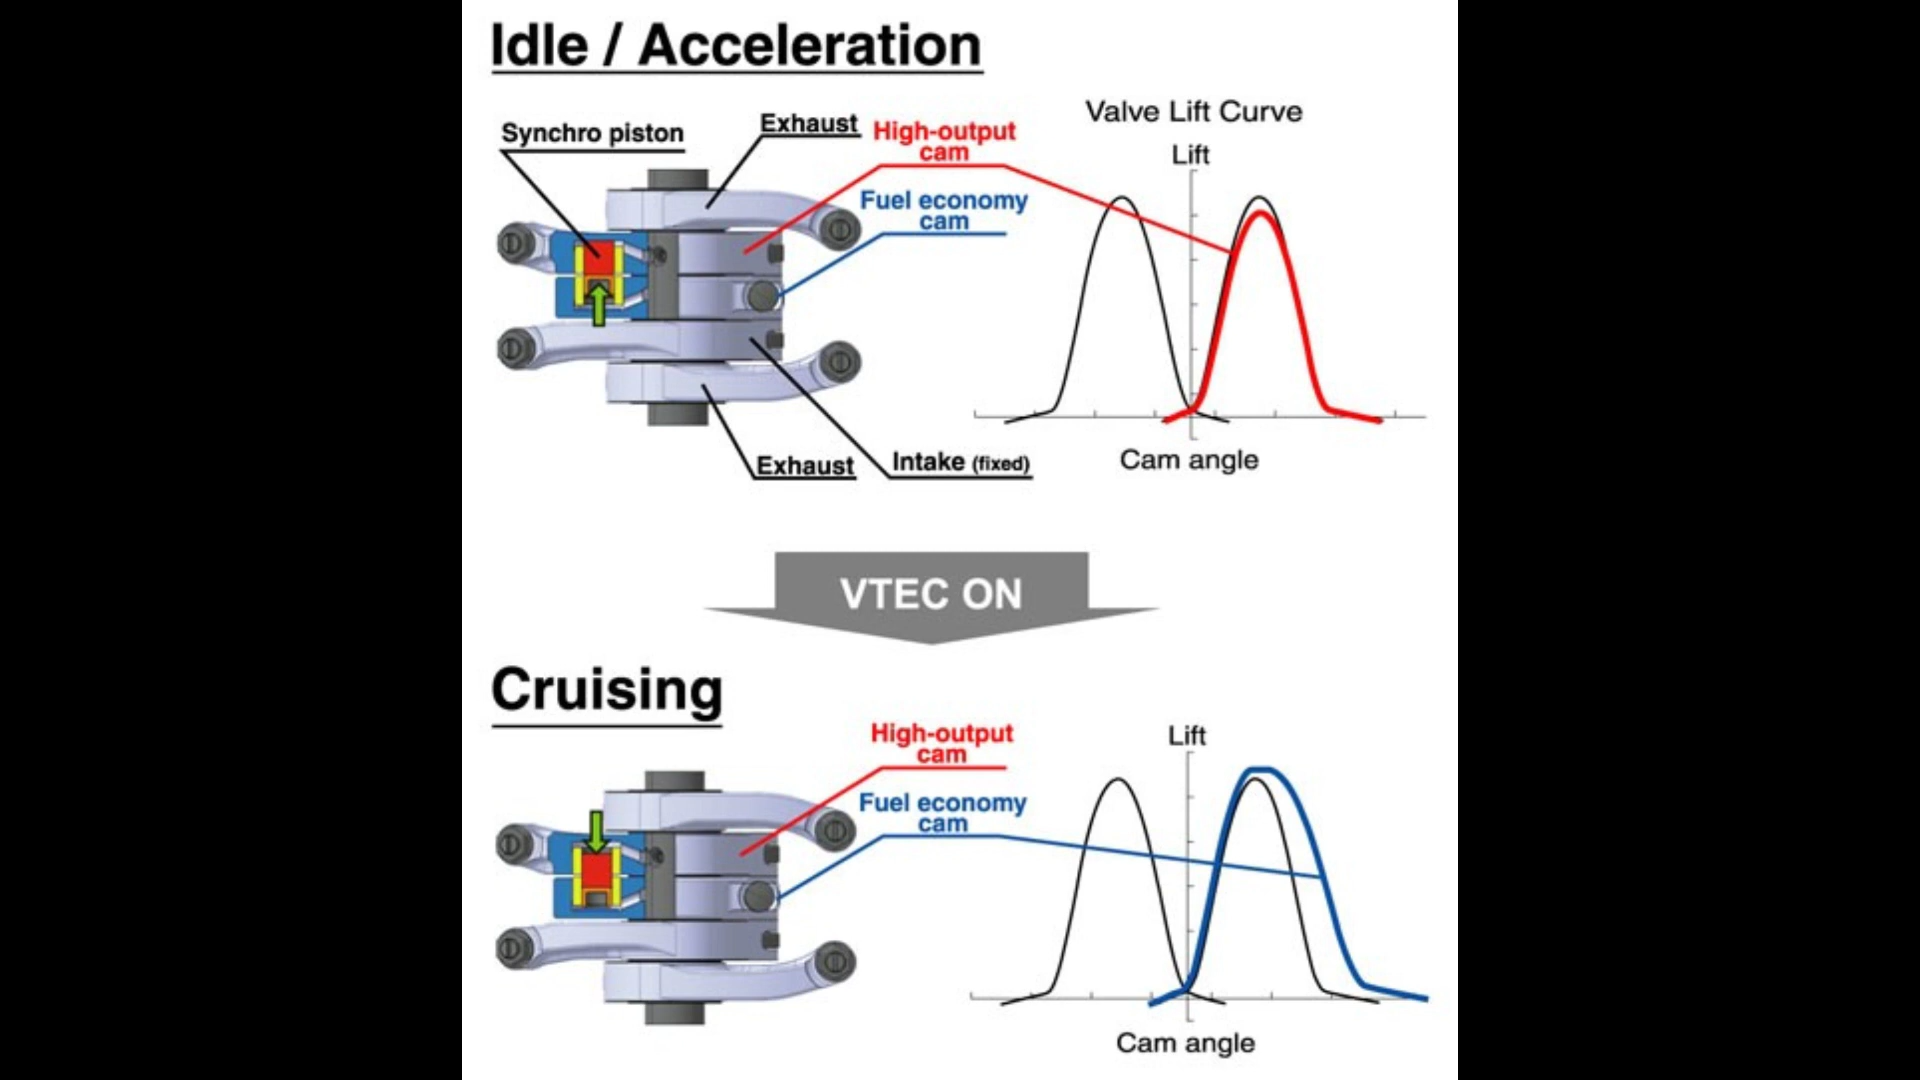 Idle / Acceleration
Valve Lift Curve
Synchro piston
Exhaust
High-output
cam
Lift
Fuel economy
cam
Exhaust
Intake (fixed)
Cam angle
VTEC ON
Cruising
High-output
cam
Lift
Fuel economy
cam
Cam angle